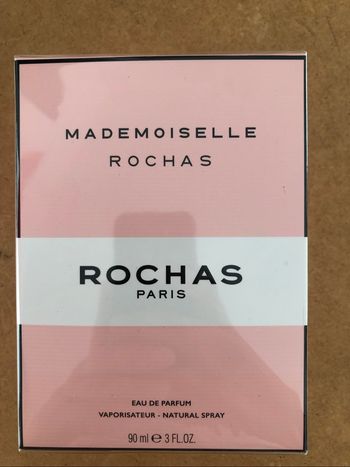 MADEMOISELLE
ROCHAS
ROCHAS
PARIS
EAU DE PARFUM
VAPORISATEUR - NATURAL SPRAY
90 ml ℮ 3 FL.OZ.